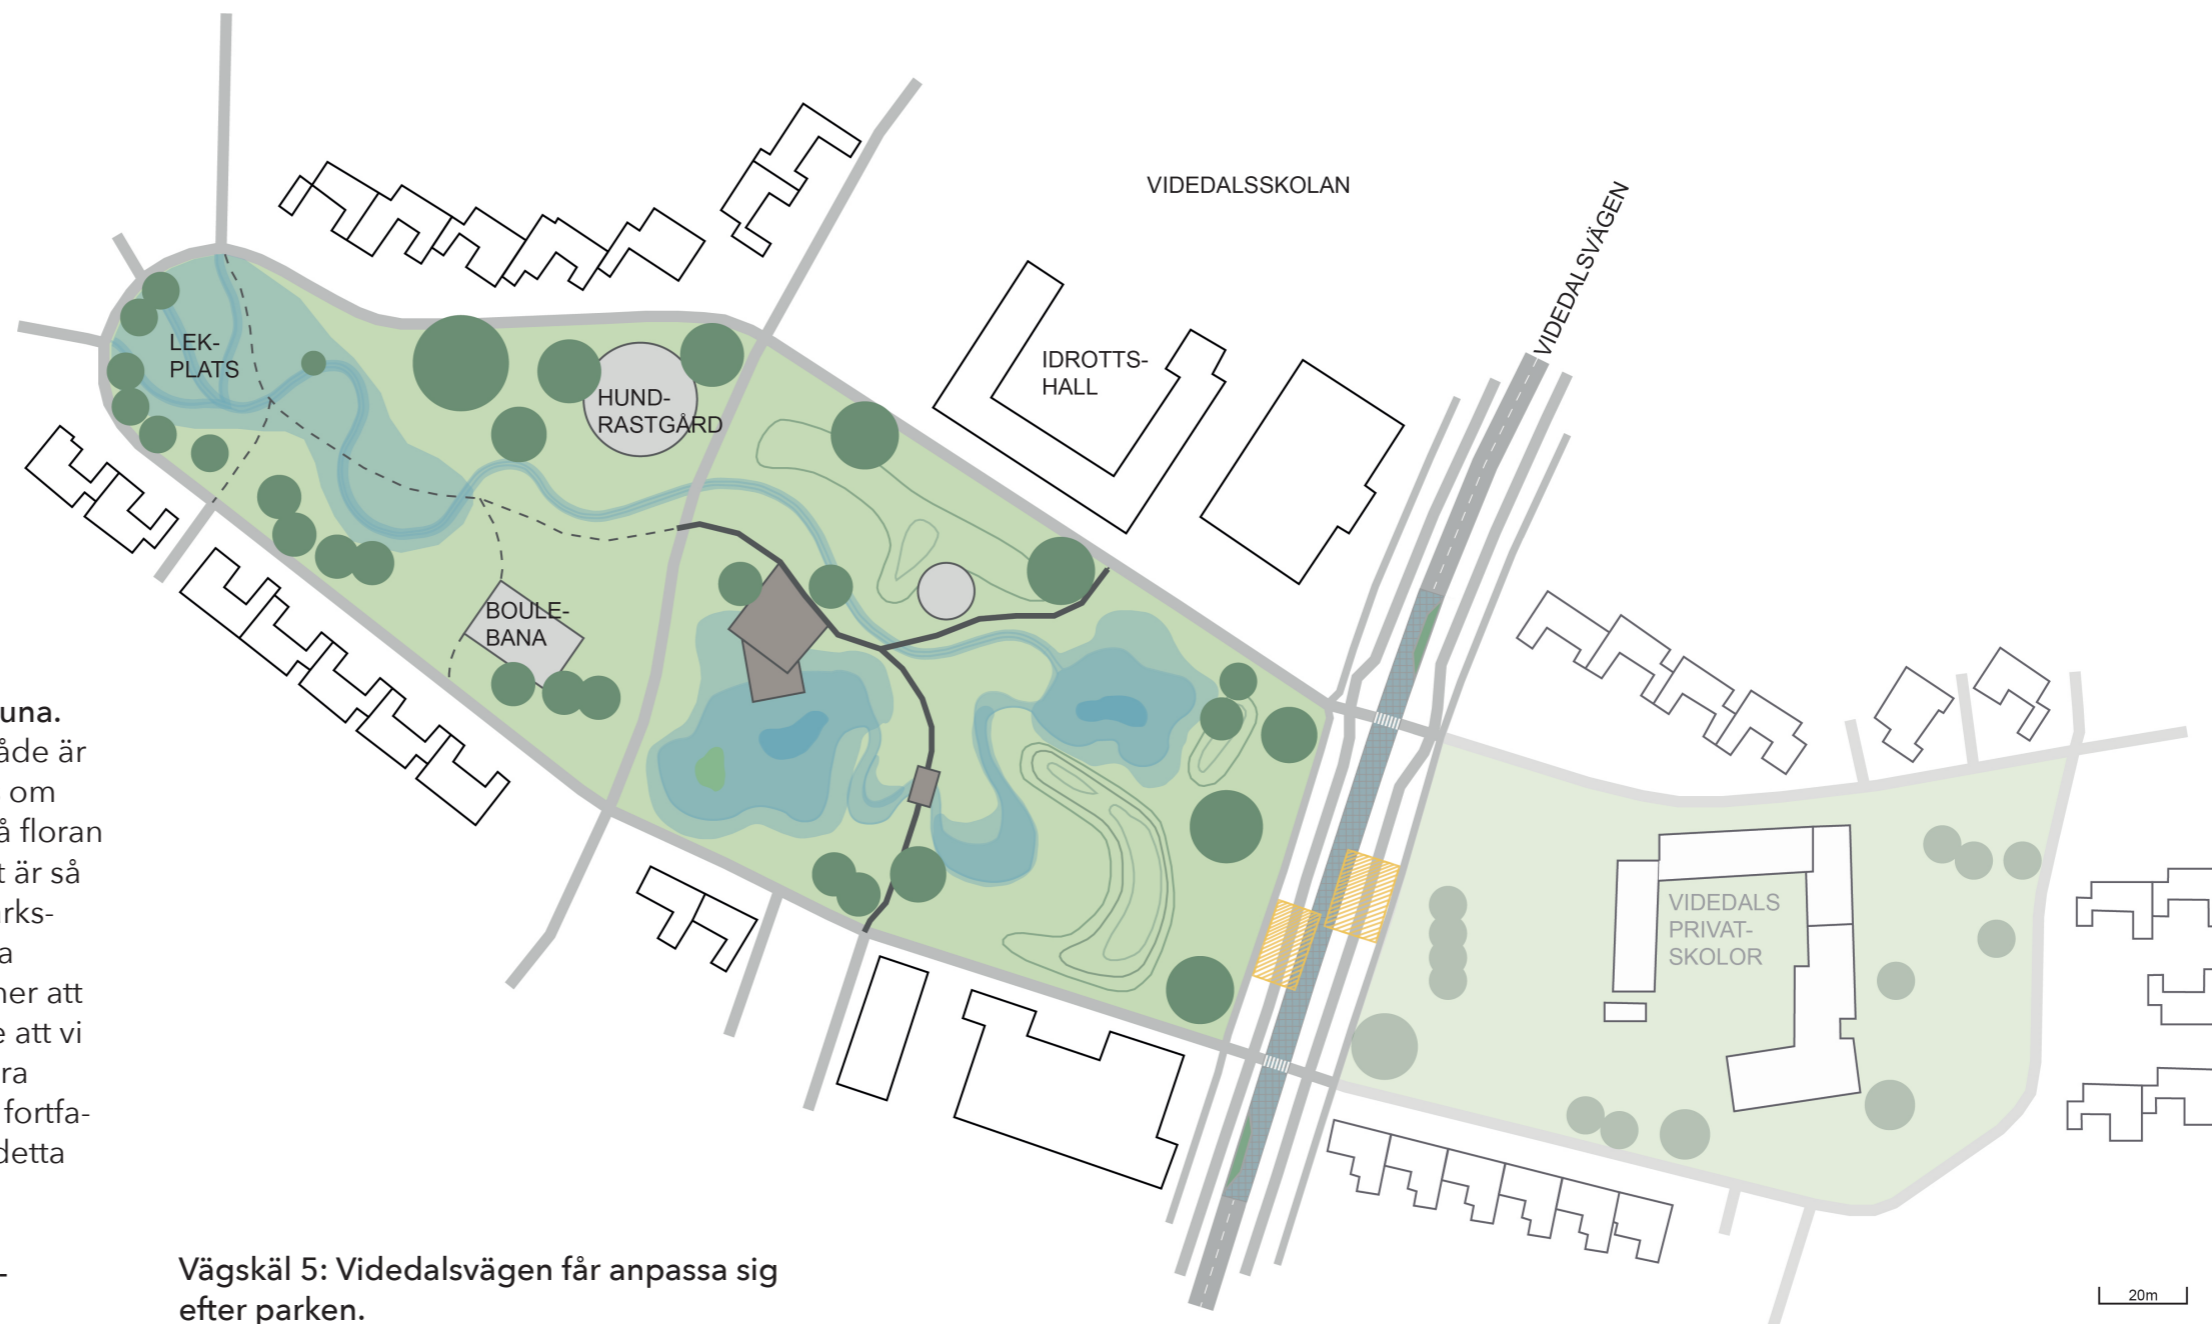 VIDEDALSSKOLAN
VIDEDALSVÄGEN
LEK-
PLATS
IDROTTS-
HALL
HUND-
RASTGÅRD
BOULE-
BANA
VIDEDALS
PRIVAT-
SKOLOR
una.
åde är
om
å floran
t är så
arks-
a
ner att
e att vi
ra
fortfa-
detta
-
Vägskäl 5: Videdalsvägen får anpassa sig
efter parken.
20m